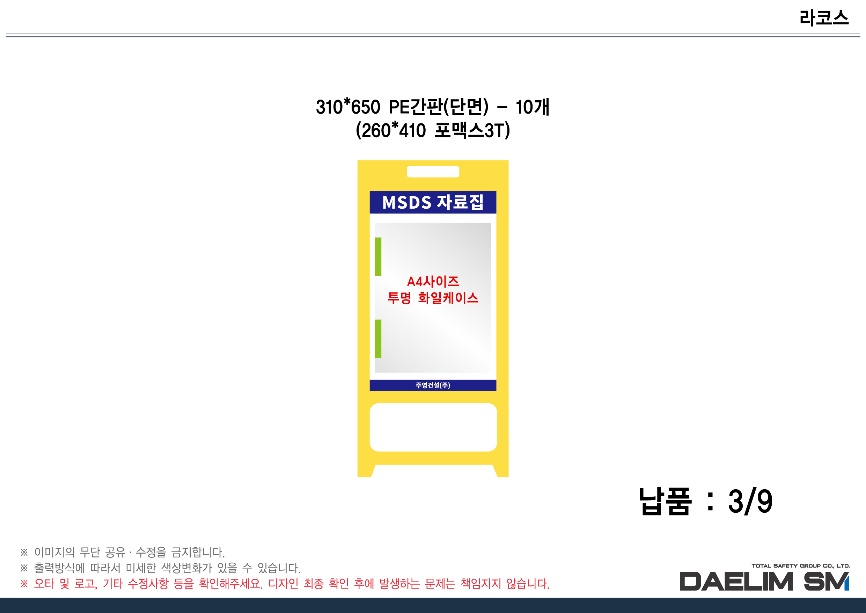 라코스
310*650 PE간판(단면) - 10개
(260*410 포맥스3T)
MSDS 자료집
A4사이즈
투명 화일케이스
주영건설(주)
납품 : 3/9
※ 이미지의 무단 공유 · 수정을 금지합니다.
※ 출력방식에 따라서 미세한 색상변화가 있을 수 있습니다.
※ 오타 및 로고, 기타 수정사항 등을 확인해주세요. 디자인 최종 확인 후에 발생하는 문제는 책임지지 않습니다.
TOTAL SAFETY GROUP CO., LTD.
DAELIM SM